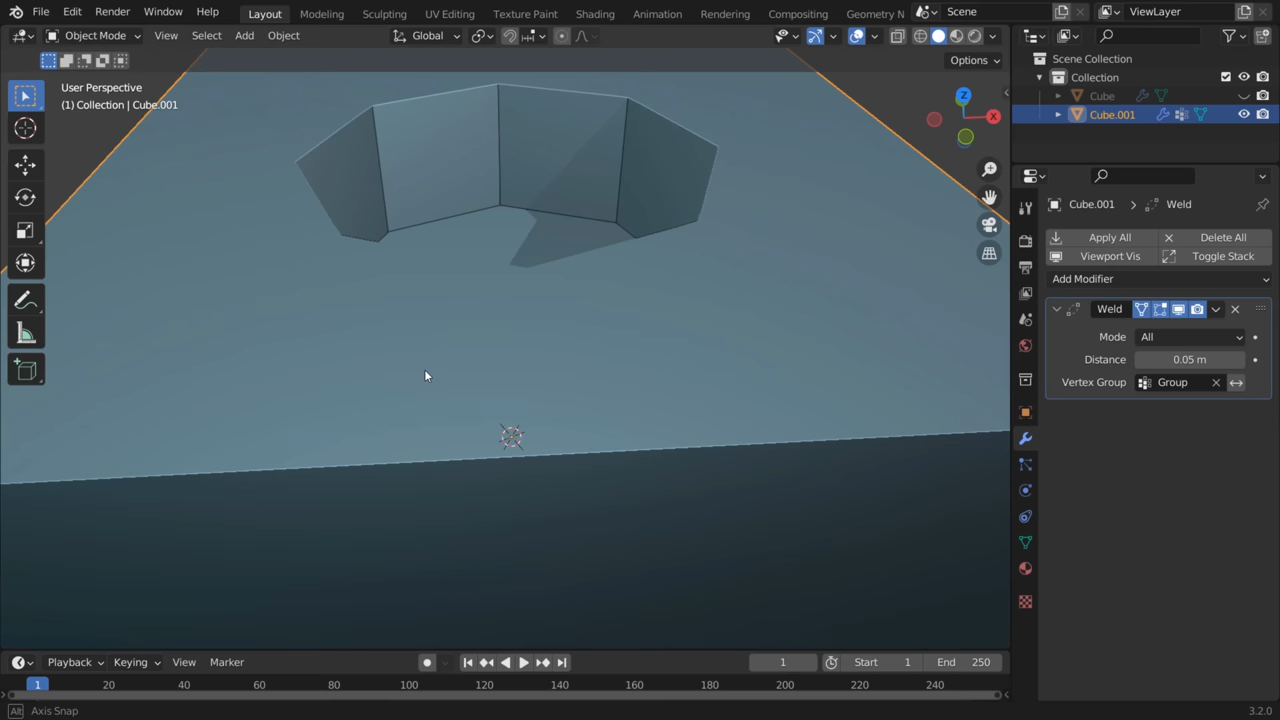 File Edit Render Window Help Layout Modeling Sculpting UV Editing Texture Paint Shading Animation Rendering Compositing Geometry N Scene ViewLayer
Object Mode View Select Add Object Global
Options
User Perspective
(1) Collection | Cube.001
Z
X
Scene Collection
Collection
Cube
Cube.001
Cube.001 Weld
Apply All Delete All
Viewport Vis Toggle Stack
Add Modifier
Weld
Mode All
Distance 0.05 m
Vertex Group Group
Playback Keying View Marker 1 Start 1 End 250
1 20 40 60 80 100 120 140 160 180 200 220 240
Alt Axis Snap 3.2.0